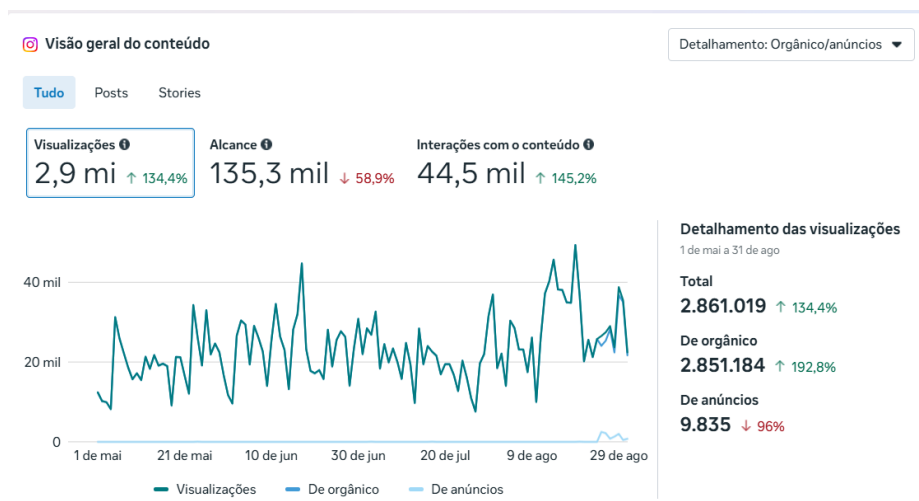 Visão geral do conteúdo
Detalhamento: Orgânico/anúncios
Tudo Posts Stories
Visualizações Alcance Interações com o conteúdo
2,9 mi ↑ 134,4% 135,3 mil ↓ 58,9% 44,5 mil ↑ 145,2%
Detalhamento das visualizações
1 de mai a 31 de ago
Total
2.861.019 ↑ 134,4%
De orgânico
2.851.184 ↑ 192,8%
De anúncios
9.835 ↓ 96%
40 mil
20 mil
0
1 de mai 21 de mai 10 de jun 30 de jun 20 de jul 9 de ago 29 de ago
Visualizações De orgânico De anúncios